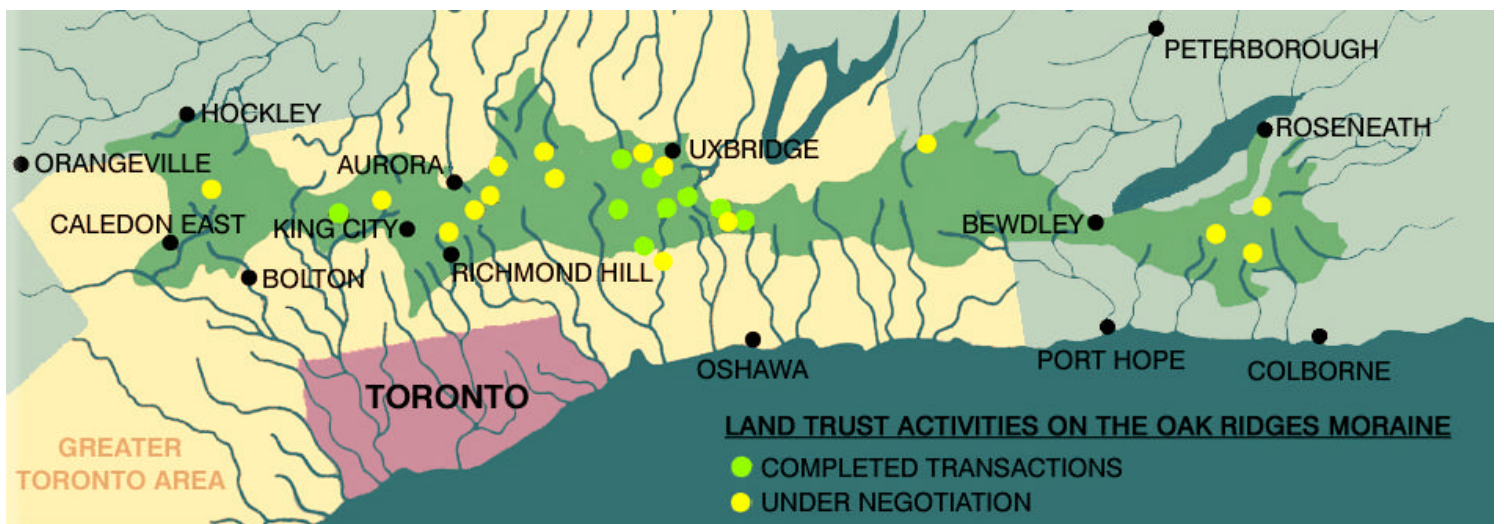 PETERBOROUGH
HOCKLEY
ROSENEATH
ORANGEVILLE
AURORA
UXBRIDGE
CALEDON EAST
KING CITY
BEWDLEY
BOLTON
RICHMOND HILL
OSHAWA
PORT HOPE
COLBORNE
TORONTO
GREATER
TORONTO AREA
LAND TRUST ACTIVITIES ON THE OAK RIDGES MORAINE
COMPLETED TRANSACTIONS
UNDER NEGOTIATION